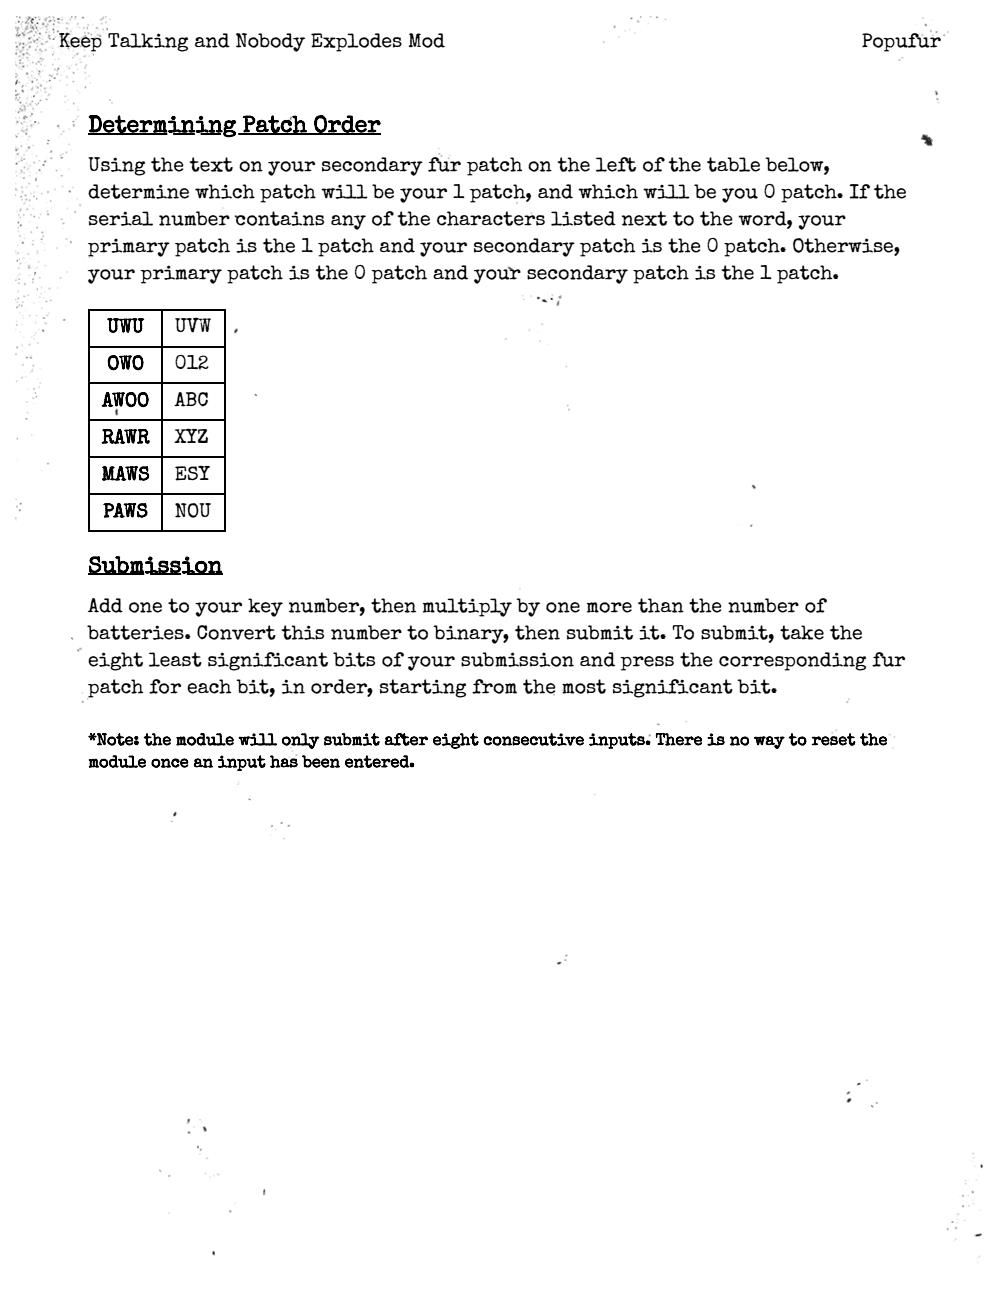 Keep Talking and Nobody Explodes Mod Popufur
Determining Patch Order
Using the text on your secondary fur patch on the left of the table below,
determine which patch will be your 1 patch, and which will be you 0 patch. If the
serial number contains any of the characters listed next to the word, your
primary patch is the 1 patch and your secondary patch is the 0 patch. Otherwise,
your primary patch is the 0 patch and your secondary patch is the 1 patch.
UWU UVW
OWO 012
AWOO ABC
RAWR XYZ
MAWS ESY
PAWS NOU
Submission
Add one to your key number, then multiply by one more than the number of
batteries. Convert this number to binary, then submit it. To submit, take the
eight least significant bits of your submission and press the corresponding fur
patch for each bit, in order, starting from the most significant bit.
*Note: the module will only submit after eight consecutive inputs. There is no way to reset the
module once an input has been entered.